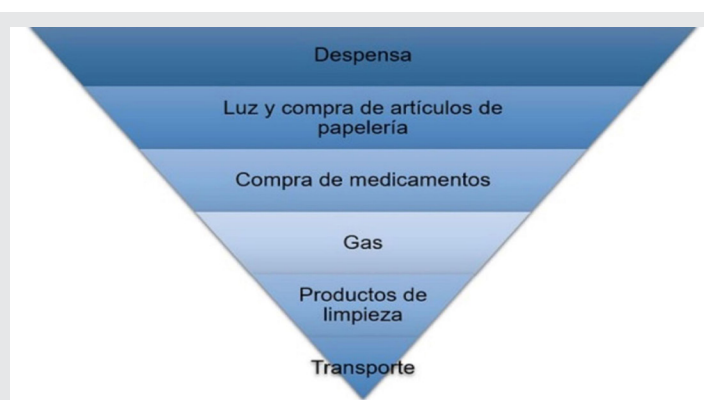 Despensa
Luz y compra de artículos de
papelería
Compra de medicamentos
Gas
Productos de
limpieza
Transporte